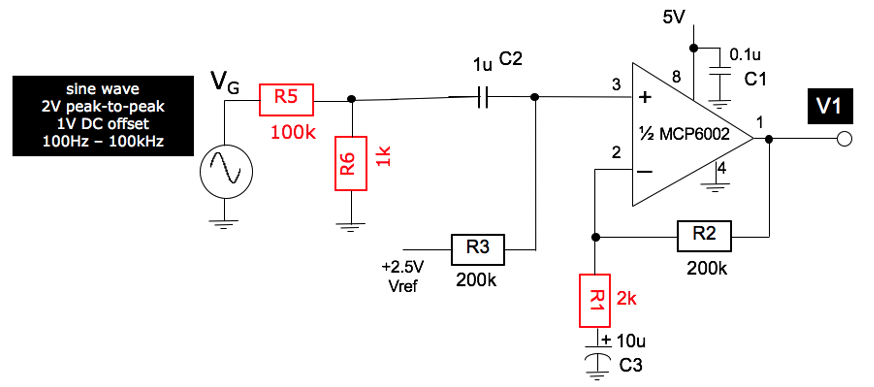 5V
1u C2
0.1u
C1
sine wave
2V peak-to-peak
1V DC offset
100Hz – 100kHz
VG
R5
100k
R6
1k
3
+
8
½ MCP6002
1
V1
2
–
4
R3
200k
+2.5V
Vref
R2
200k
R1
2k
+ 10u
C3